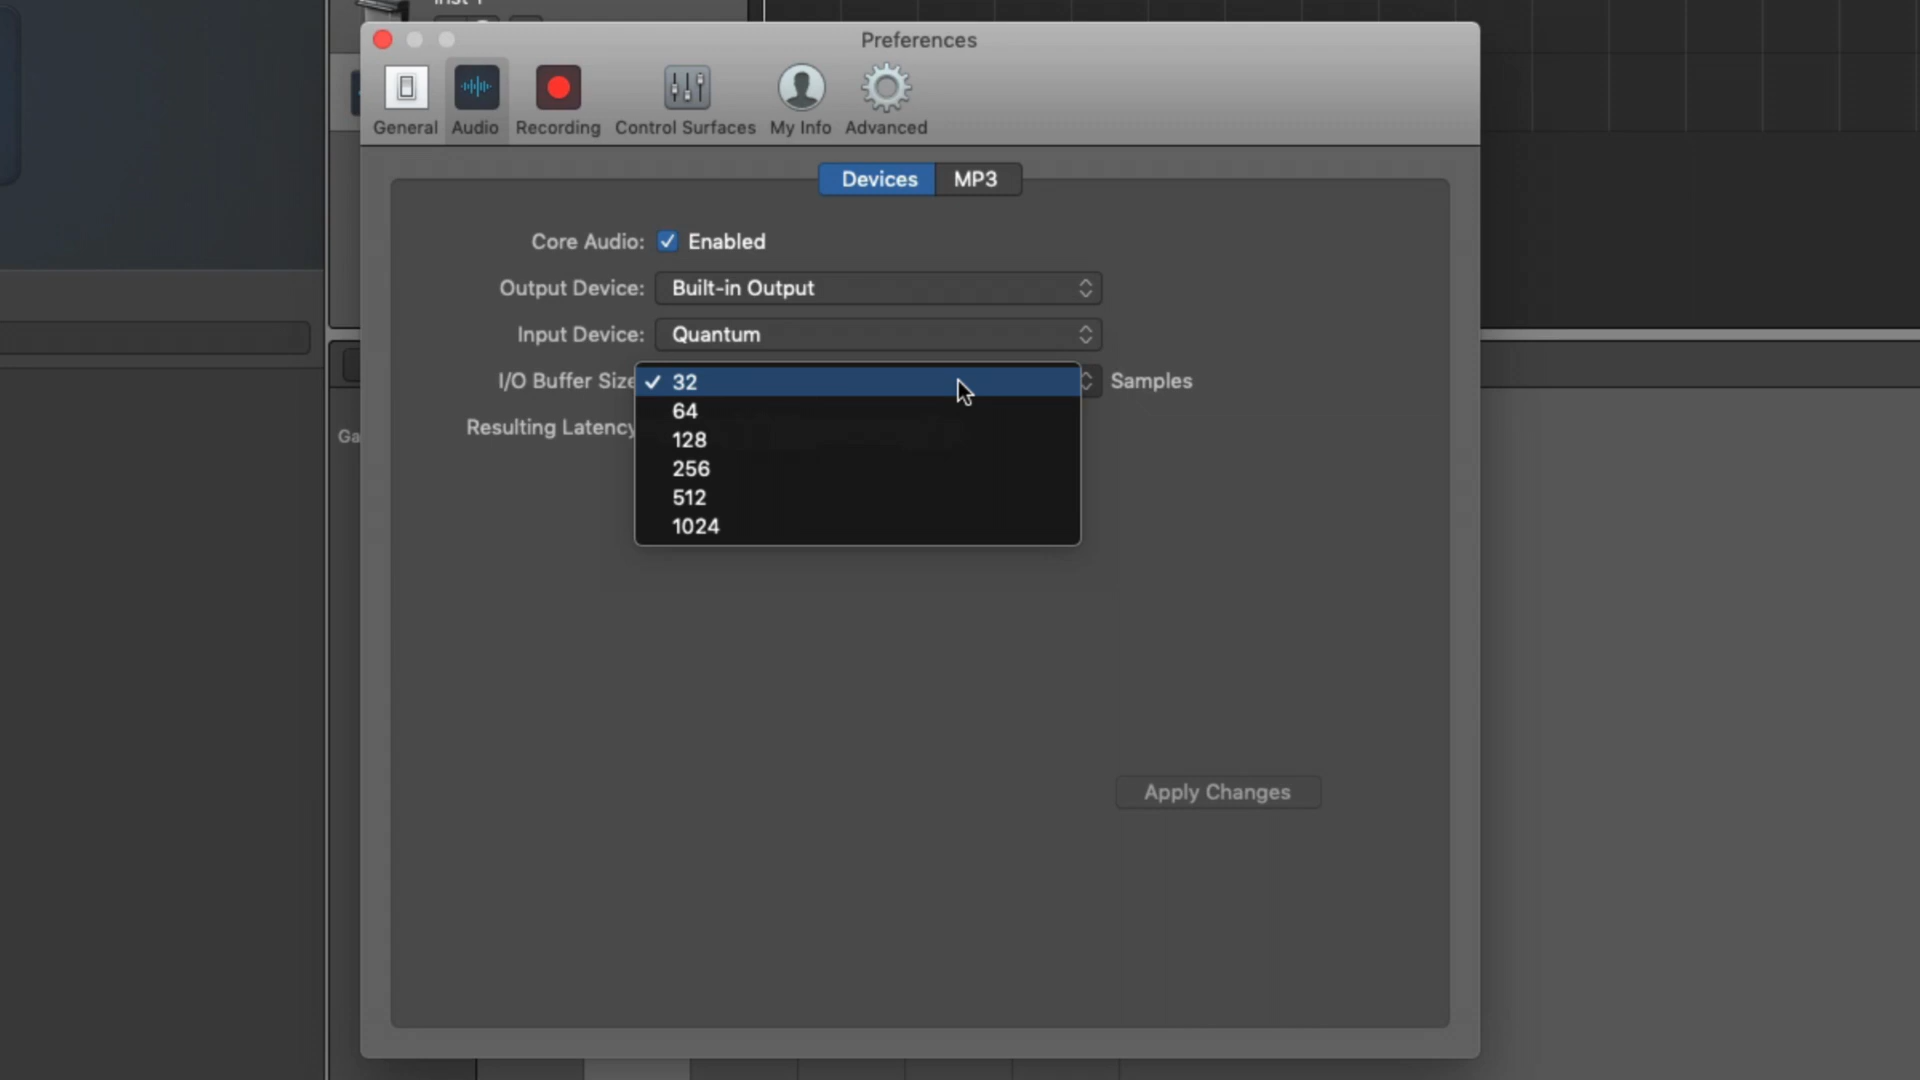 Preferences
General Audio Recording Control Surfaces My Info Advanced
Devices MP3
Core Audio: Enabled
Output Device: Built-in Output
Input Device: Quantum
I/O Buffer Size 32 Samples
64
Resulting Latency
128
256
512
1024
Apply Changes